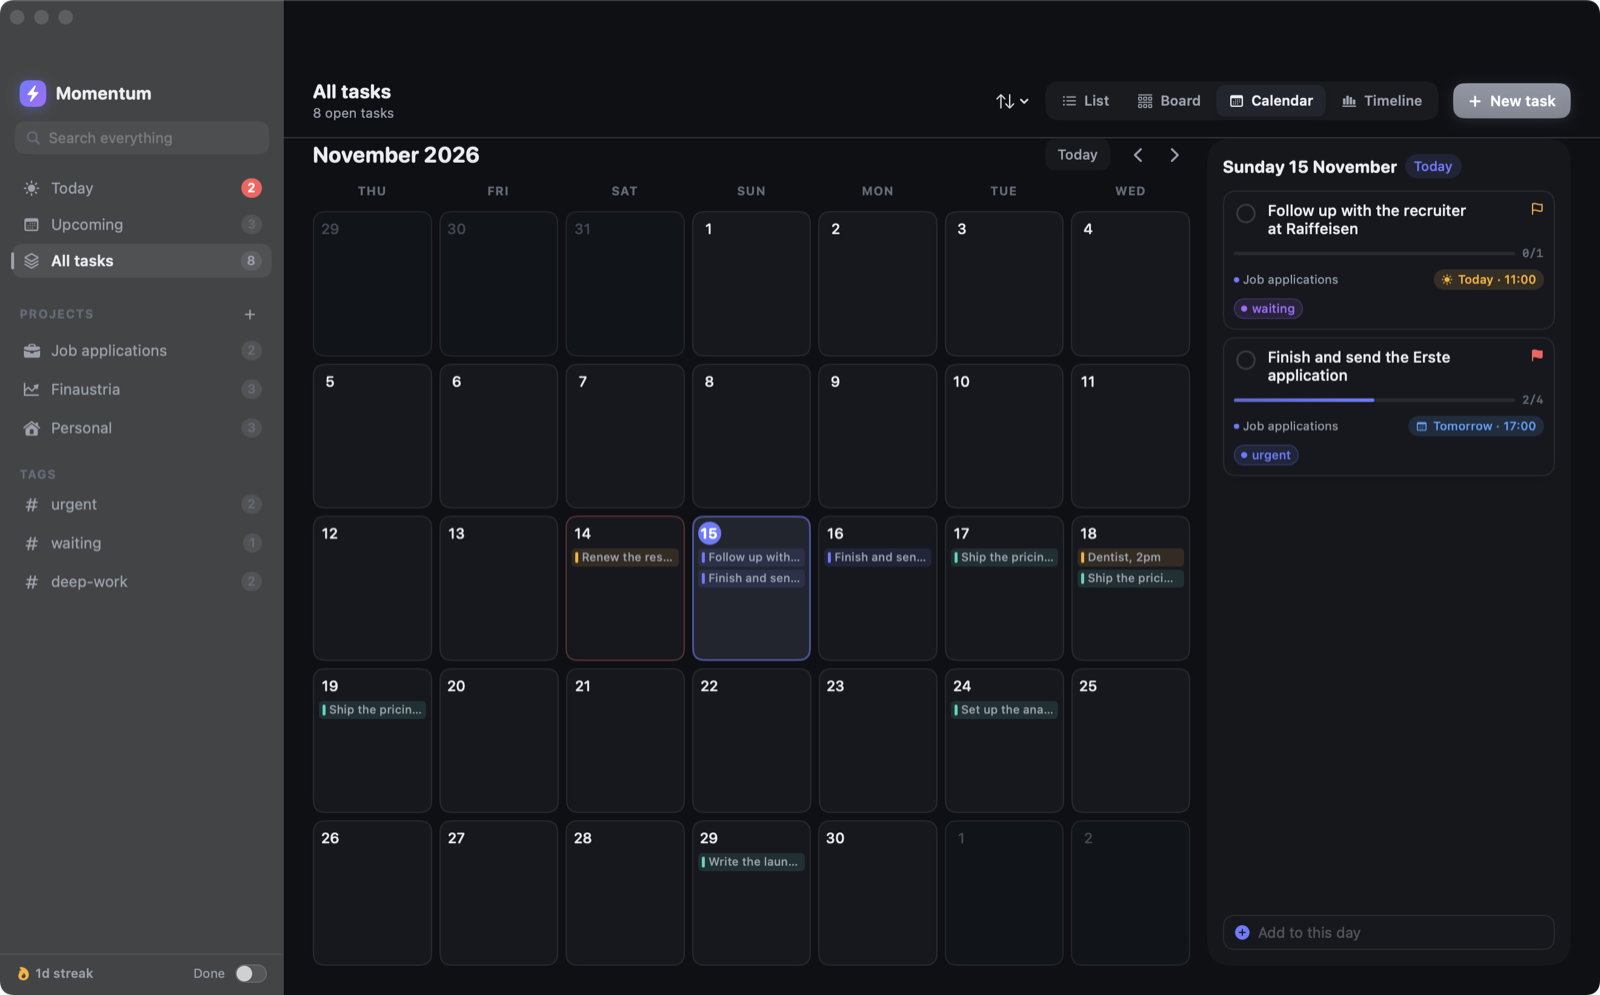 Momentum
Search everything
Today 2
Upcoming 3
All tasks 8
PROJECTS +
Job applications 2
Finaustria 3
Personal 3
TAGS
# urgent 2
# waiting 1
# deep-work 2
1d streak Done
All tasks
8 open tasks
List Board Calendar Timeline + New task
November 2026 Today
THU FRI SAT SUN MON TUE WED
29 30 31 1 2 3 4
5 6 7 8 9 10 11
12 13 14 15 16 17 18
Renew the res... Follow up with... Finish and sen... Ship the pricin... Dentist, 2pm
Finish and sen... Ship the prici...
19 20 21 22 23 24 25
Ship the pricin... Set up the ana...
26 27 28 29 30 1 2
Write the laun...
Sunday 15 November Today
Follow up with the recruiter
at Raiffeisen
0/1
Job applications Today · 11:00
waiting
Finish and send the Erste
application
2/4
Job applications Tomorrow · 17:00
urgent
Add to this day